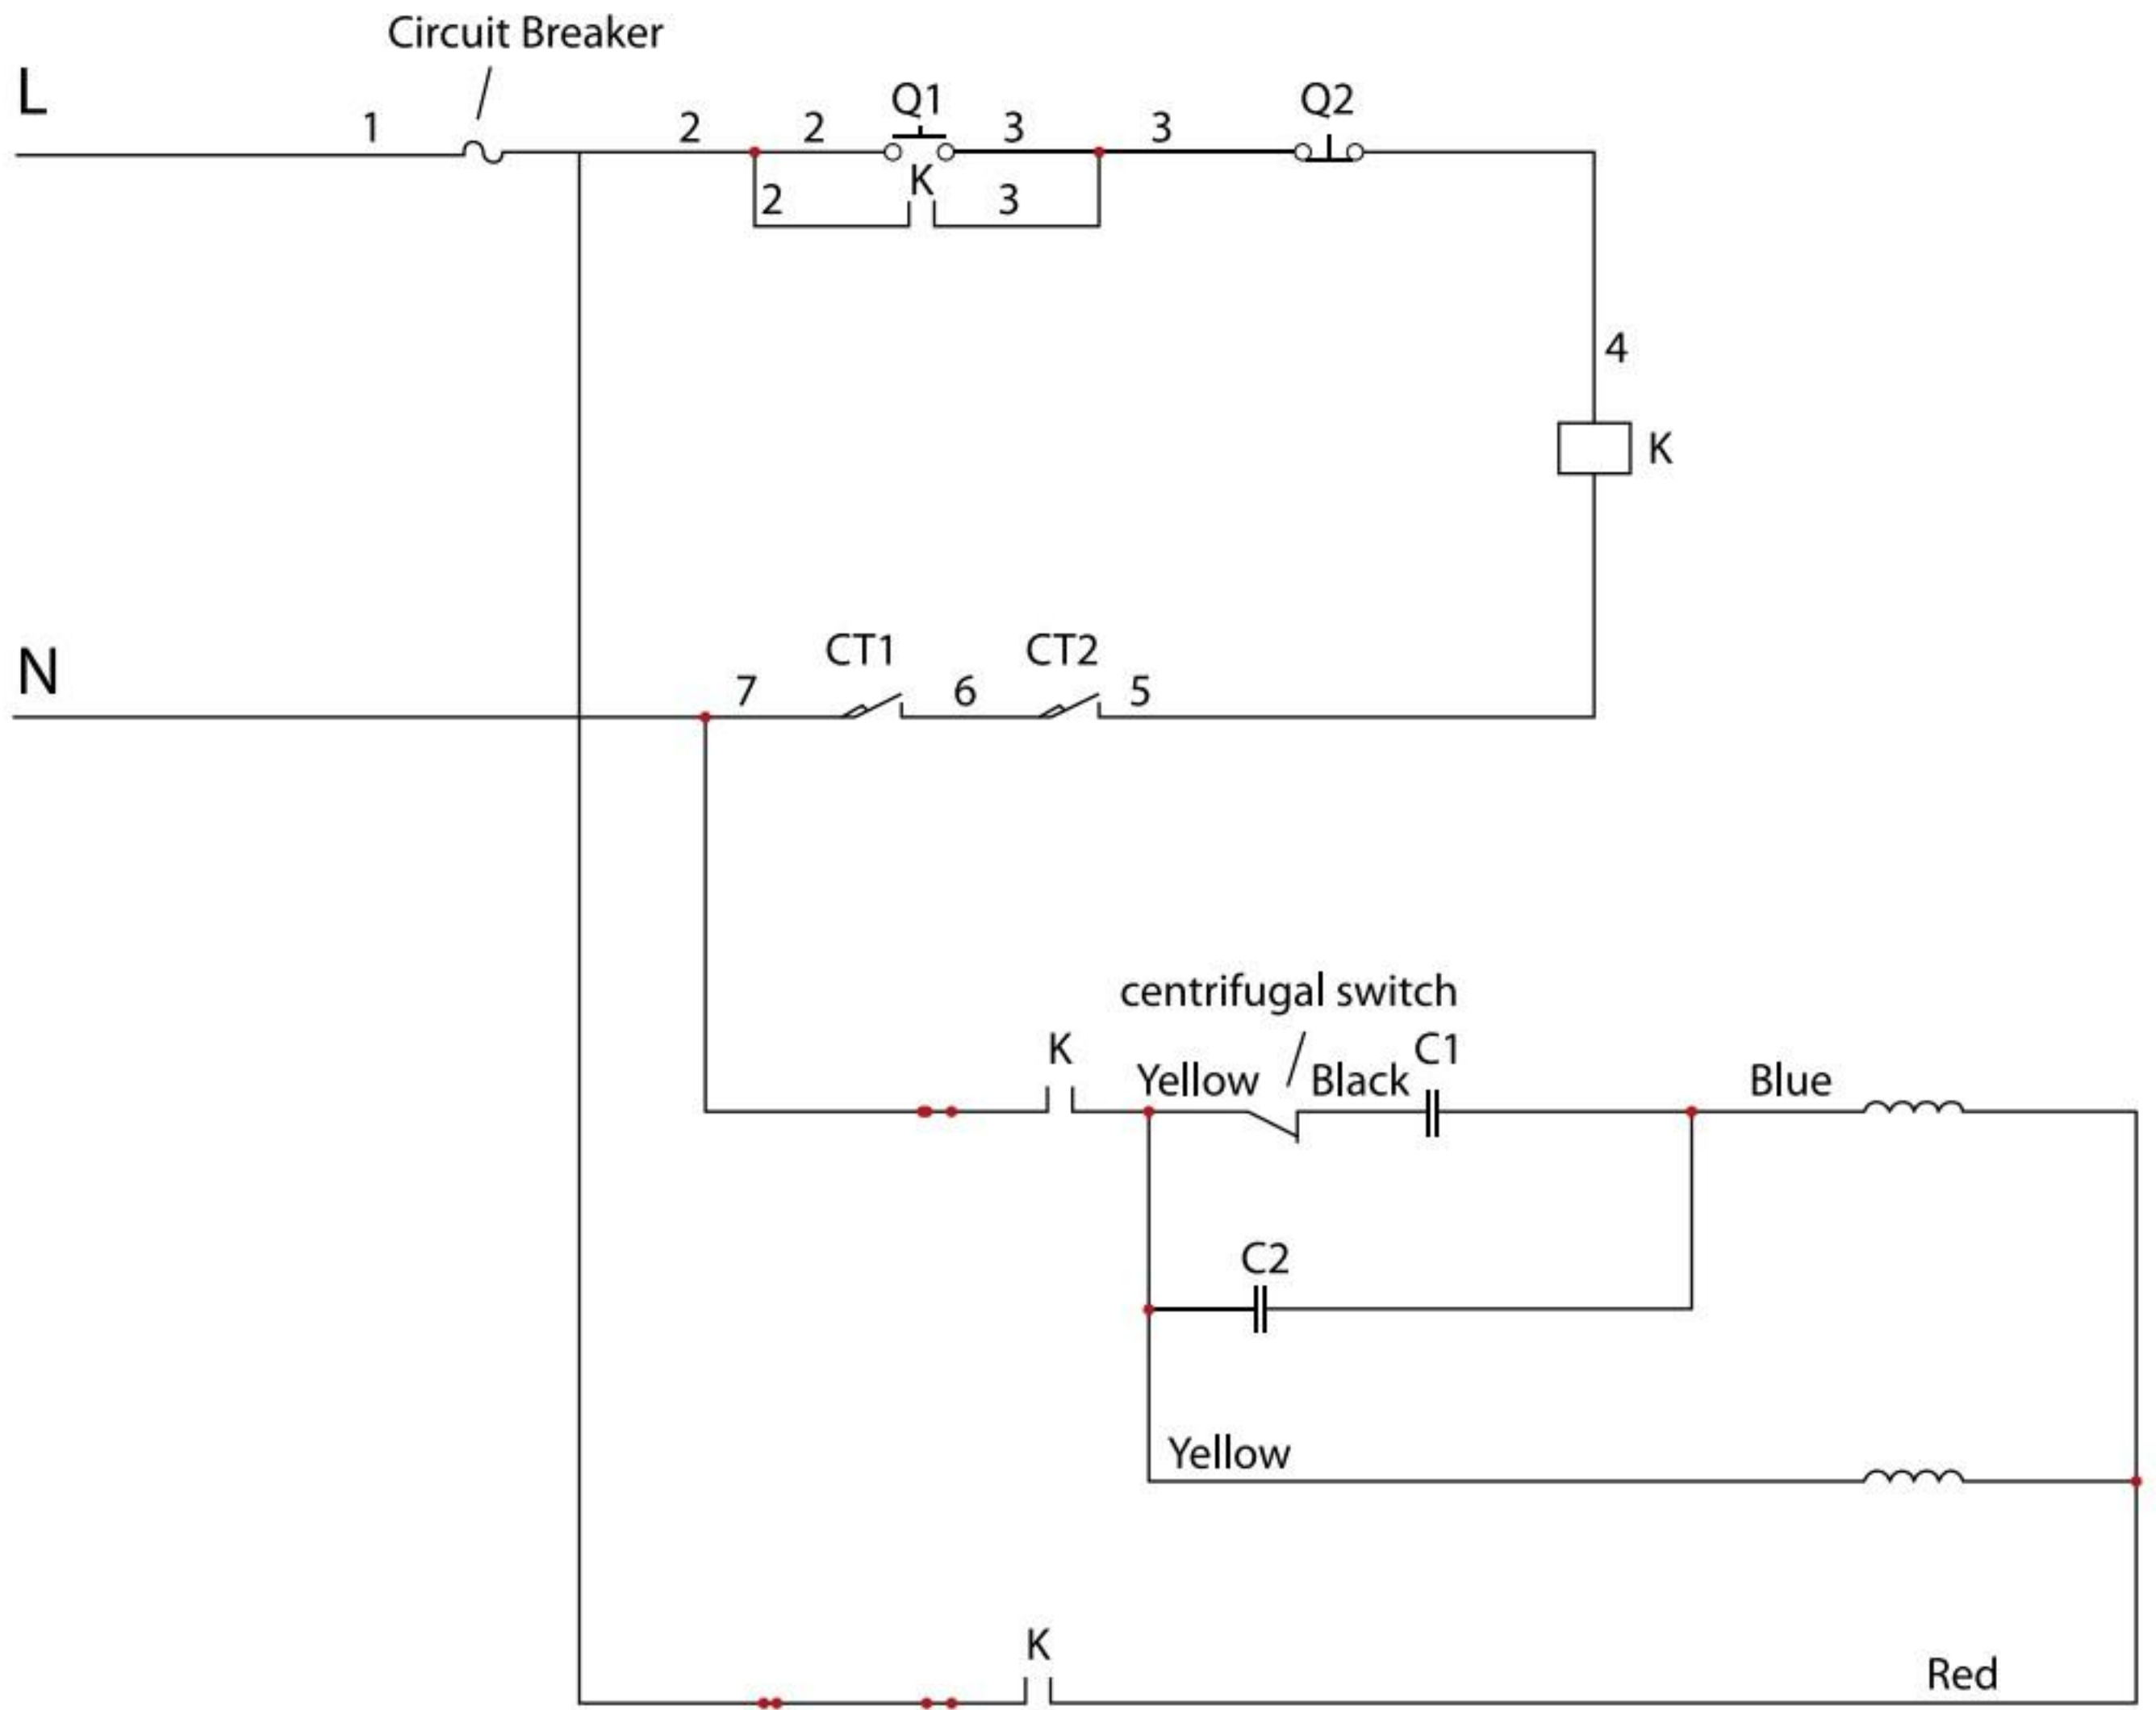 Circuit Breaker
L
1
2
2
Q1
3
3
Q2
2
K
3
4
K
N
7
CT1
6
CT2
5
centrifugal switch
K
Yellow
Black
C1
Blue
C2
Yellow
K
Red